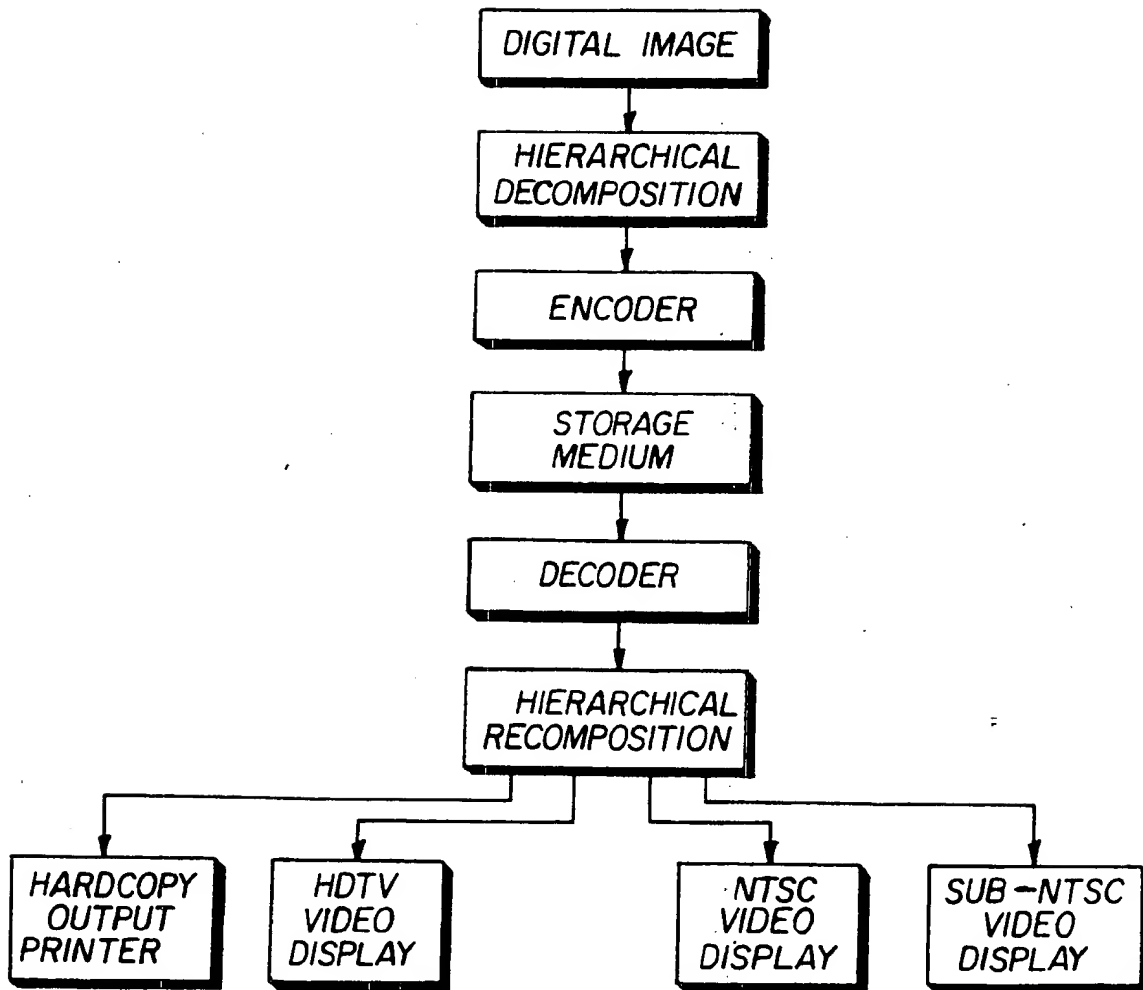 DIGITAL IMAGE
HIERARCHICAL
DECOMPOSITION
ENCODER
STORAGE
MEDIUM
DECODER
HIERARCHICAL
RECOMPOSITION
HARDCOPY
OUTPUT
PRINTER
HDTV
VIDEO
DISPLAY
NTSC
VIDEO
DISPLAY
SUB-NTSC
VIDEO
DISPLAY